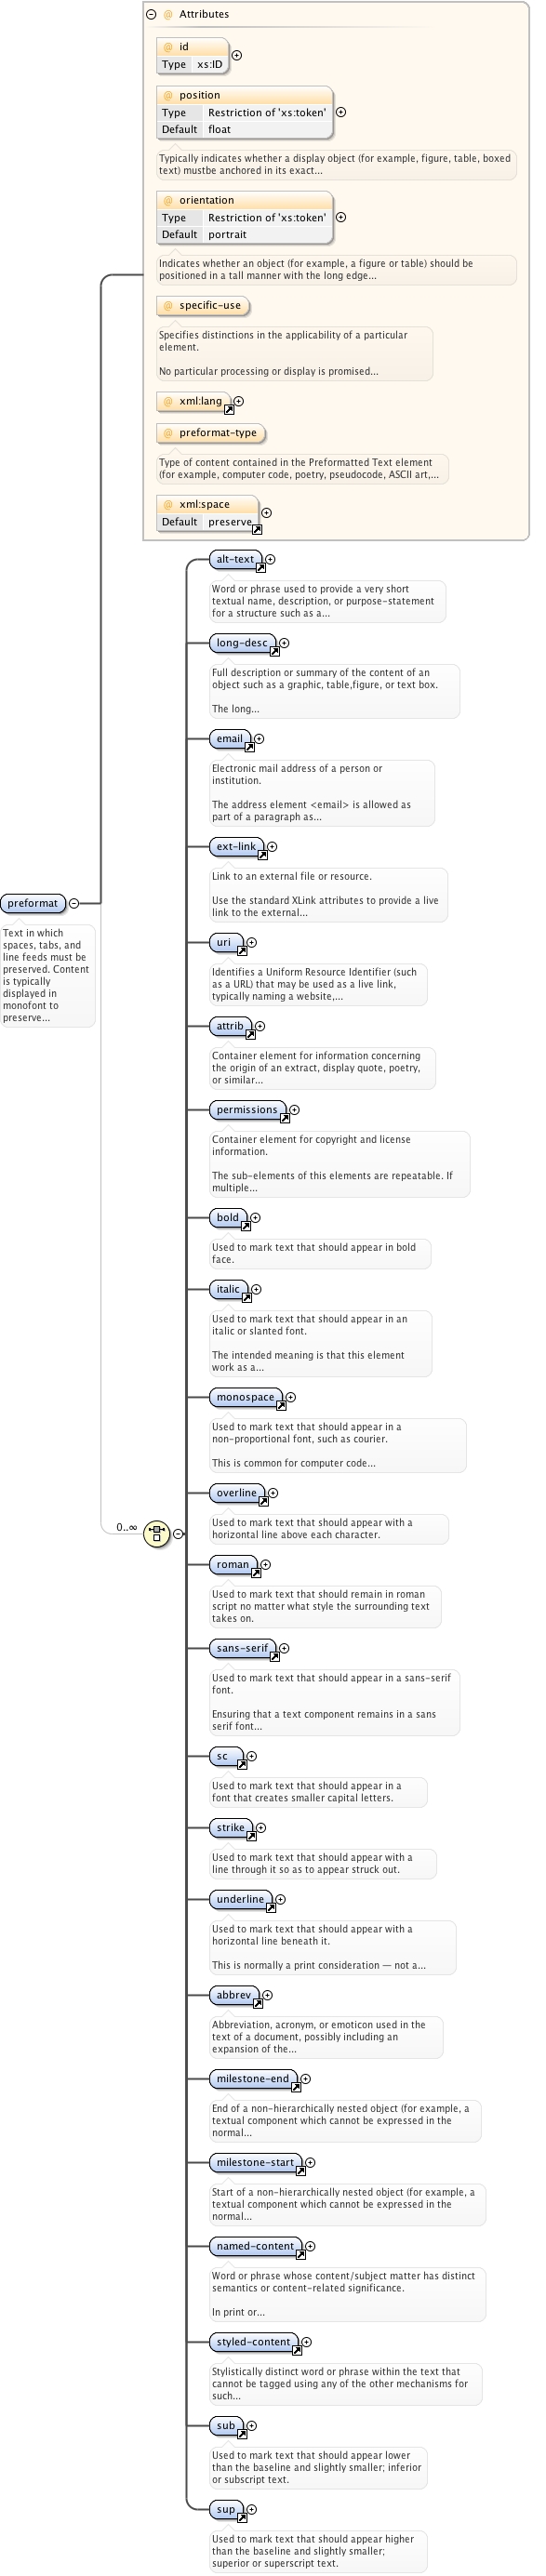 @ Attributes
@ id
Type xs:ID
@ position
Type Restriction of 'xs:token'
Default float
Typically indicates whether a display object (for example, figure, table, boxed
text) mustbe anchored in its exact...
@ orientation
Type Restriction of 'xs:token'
Default portrait
Indicates whether an object (for example, a figure or table) should be
positioned in a tall manner with the long edge...
@ specific-use
Specifies distinctions in the applicability of a particular
element.
No particular processing or display is promised...
@ xml:lang
@ preformat-type
Type of content contained in the Preformatted Text element
(for example, computer code, poetry, pseudocode, ASCII art,...
@ xml:space
Default preserve
preformat
Text in which
spaces, tabs, and
line feeds must be
preserved. Content
is typically
displayed in
monofont to
preserve...
0..∞
alt-text
Word or phrase used to provide a very short
textual name, description, or purpose-statement
for a structure such as a...
long-desc
Full description or summary of the content of an
object such as a graphic, table,figure, or text box.
The long...
email
Electronic mail address of a person or
institution.
The address element <email> is allowed as
part of a paragraph as...
ext-link
Link to an external file or resource.
Use the standard XLink attributes to provide a live
link to the external...
uri
Identifies a Uniform Resource Identifier (such
as a URL) that may be used as a live link,
typically naming a website,...
attrib
Container element for information concerning
the origin of an extract, display quote, poetry,
or similar...
permissions
Container element for copyright and license
information.
The sub-elements of this elements are repeatable. If
multiple...
bold
Used to mark text that should appear in bold
face.
italic
Used to mark text that should appear in an
italic or slanted font.
The intended meaning is that this element
work as a...
monospace
Used to mark text that should appear in a
non-proportional font, such as courier.
This is common for computer code...
overline
Used to mark text that should appear with a
horizontal line above each character.
roman
Used to mark text that should remain in roman
script no matter what style the surrounding text
takes on.
sans-serif
Used to mark text that should appear in a sans-serif
font.
Ensuring that a text component remains in a sans
serif font...
sc
Used to mark text that should appear in a
font that creates smaller capital letters.
strike
Used to mark text that should appear with a
line through it so as to appear struck out.
underline
Used to mark text that should appear with a
horizontal line beneath it.
This is normally a print consideration — not a...
abbrev
Abbreviation, acronym, or emoticon used in the
text of a document, possibly including an
expansion of the...
milestone-end
End of a non-hierarchically nested object (for example, a
textual component which cannot be expressed in the
normal...
milestone-start
Start of a non-hierarchically nested object (for example, a
textual component which cannot be expressed in the
normal...
named-content
Word or phrase whose content/subject matter has distinct
semantics or content-related significance.
In print or...
styled-content
Stylistically distinct word or phrase within the text that
cannot be tagged using any of the other mechanisms for
such...
sub
Used to mark text that should appear lower
than the baseline and slightly smaller; inferior
or subscript text.
sup
Used to mark text that should appear higher
than the baseline and slightly smaller;
superior or superscript text.